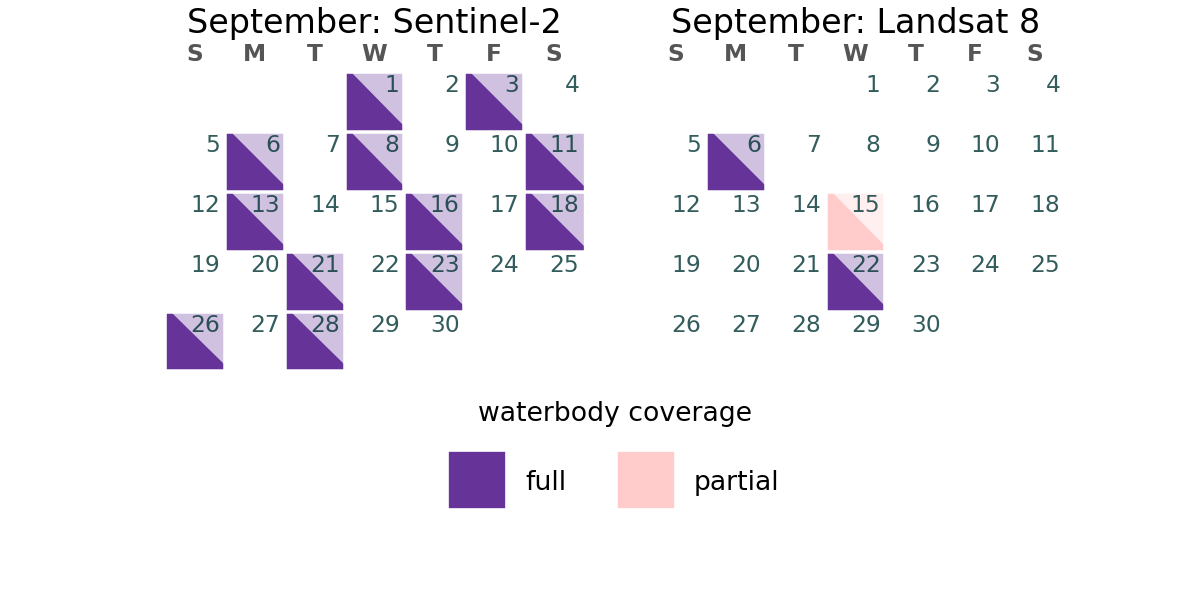 September: Sentinel-2
S M T W T F S
1 2 3 4
5 6 7 8 9 10 11
12 13 14 15 16 17 18
19 20 21 22 23 24 25
26 27 28 29 30
September: Landsat 8
S M T W T F S
1 2 3 4
5 6 7 8 9 10 11
12 13 14 15 16 17 18
19 20 21 22 23 24 25
26 27 28 29 30
waterbody coverage
full
partial